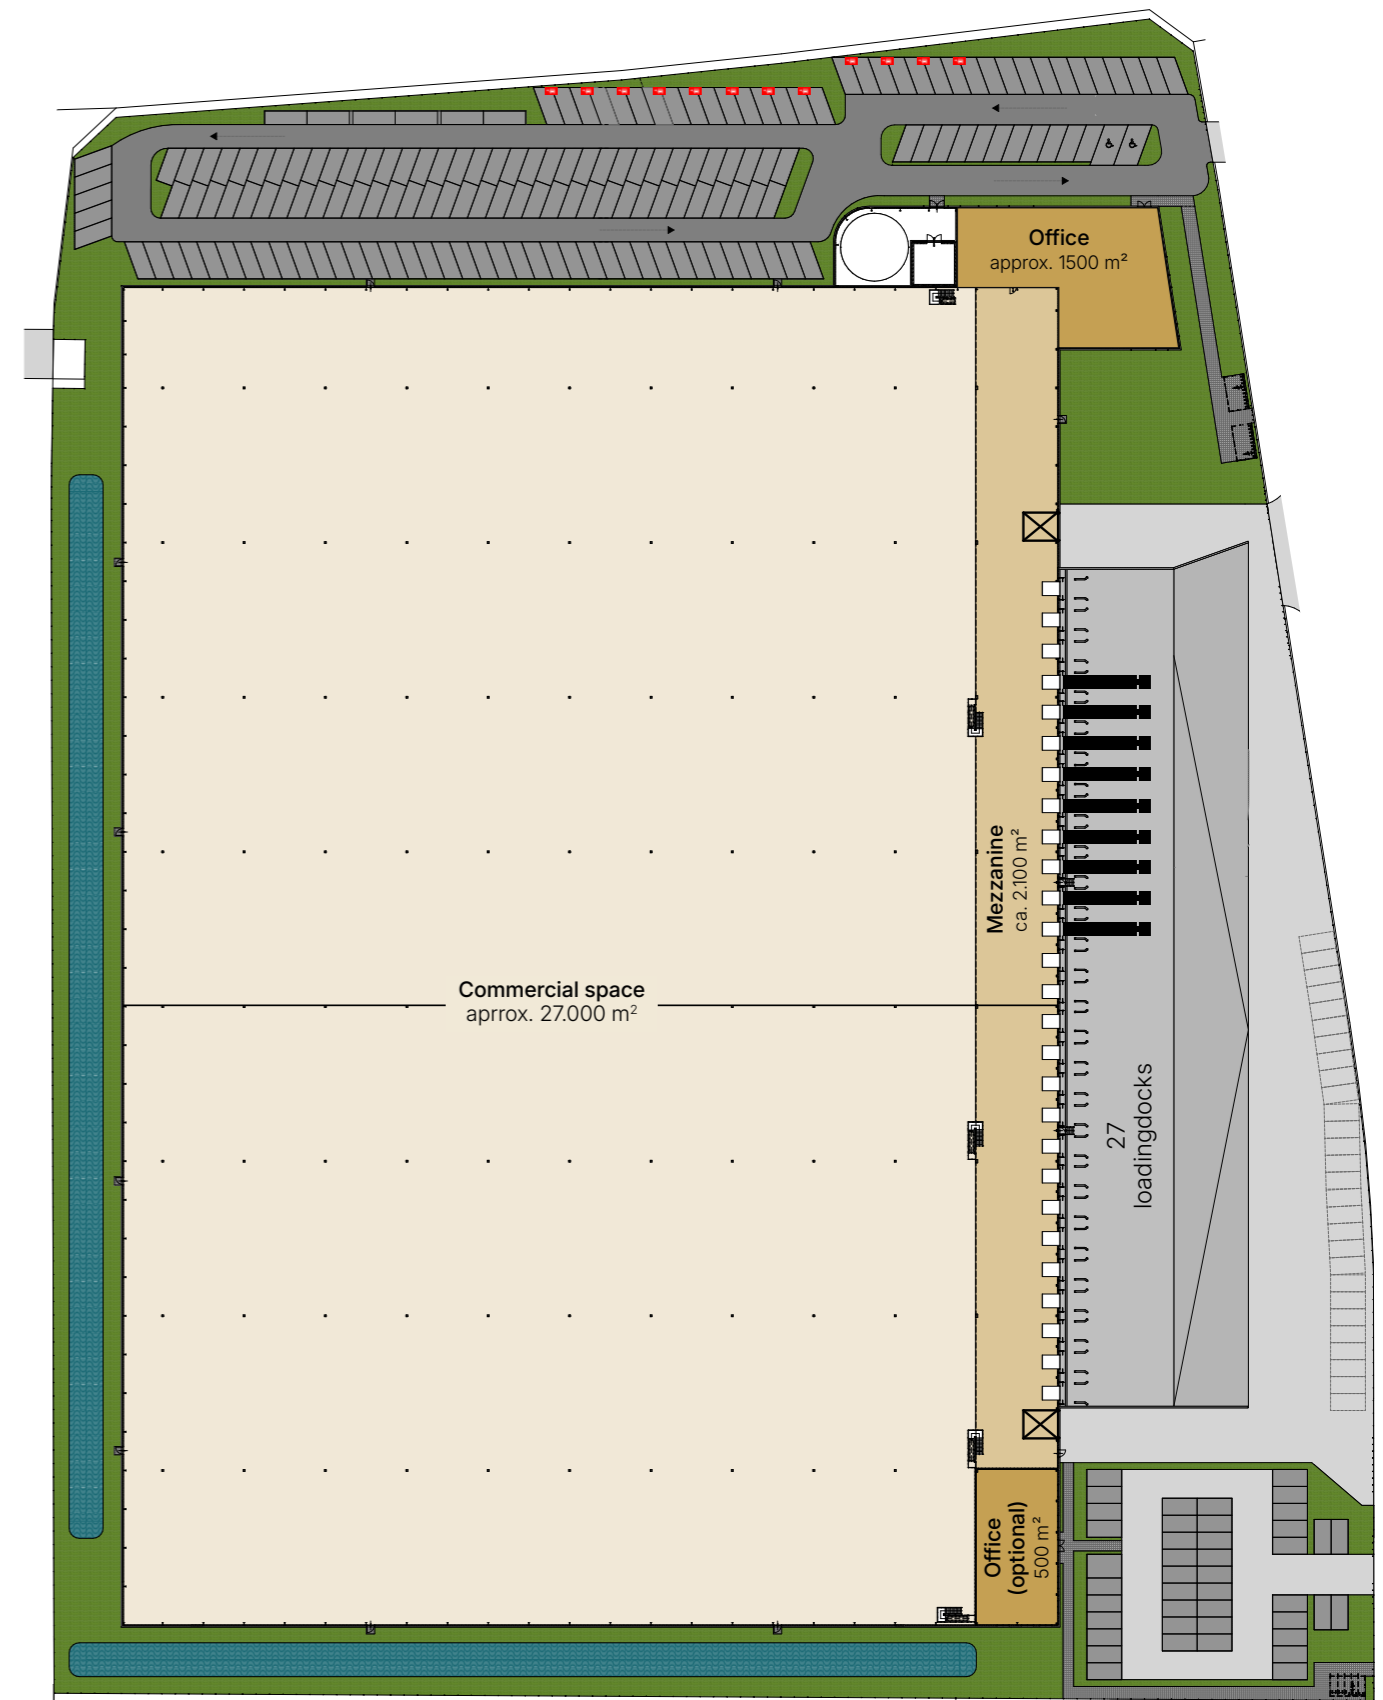 Office
approx. 1500 m²
Mezzanine
ca. 2.100 m²
Commercial space
aprrox. 27.000 m²
27
loadingdocks
Office
(optional)
500 m²